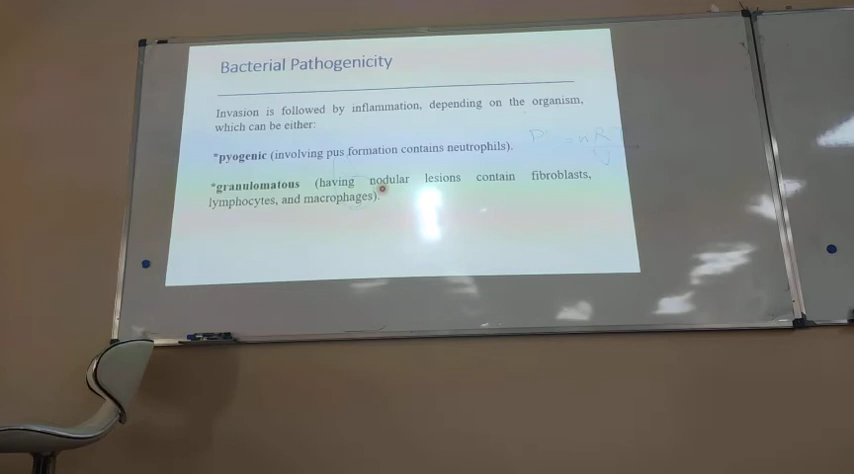 Bacterial Pathogenicity
Invasion is followed by inflammation, depending on the organism,
which can be either:
*pyogenic (involving pus formation contains neutrophils).
*granulomatous (having nodular lesions contain fibroblasts,
lymphocytes, and macrophages).